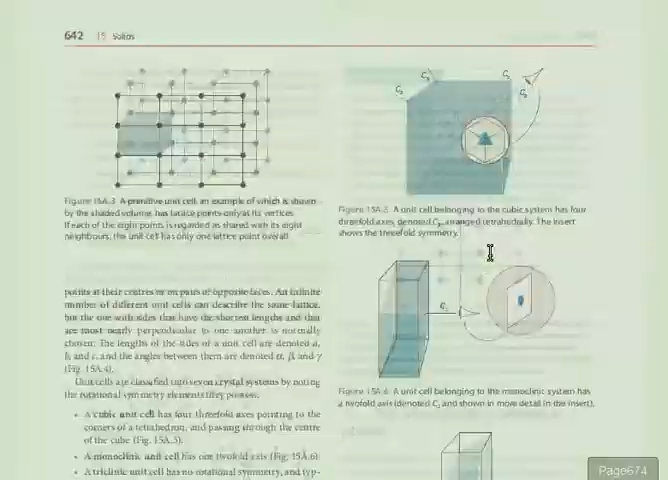 642 15 Solids
Figure 15A.3 A primitive unit cell, an example of which is shown
by the shaded volume, has lattice points only at its vertices.
If each of the eight points is regarded as shared with its eight
neighbours, the unit cell has only one lattice point overall.
points at their centres or on pairs of opposite faces. An infinite
number of different unit cells can describe the same lattice,
but the one with sides that have the shortest lengths and that
are most nearly perpendicular to one another is normally
chosen. The lengths of the sides of a unit cell are denoted a,
b, and c, and the angles between them are denoted α, β, and γ
(Fig. 15A.4).
Unit cells are classified into seven crystal systems by noting
the rotational symmetry elements they possess.
• A cubic unit cell has four threefold axes pointing to the
corners of a tetrahedron, and passing through the centre
of the cube (Fig. 15A.5).
• A monoclinic unit cell has one twofold axis (Fig. 15A.6).
• A triclinic unit cell has no rotational symmetry, and typ-
C₃ C₃ C₃
C₃
Figure 15A.5 A unit cell belonging to the cubic system has four
threefold axes, denoted C₃, arranged tetrahedrally. The insert
shows the threefold symmetry.
C₂
Figure 15A.6 A unit cell belonging to the monoclinic system has
a twofold axis (denoted C₂ and shown in more detail in the insert).
Page674